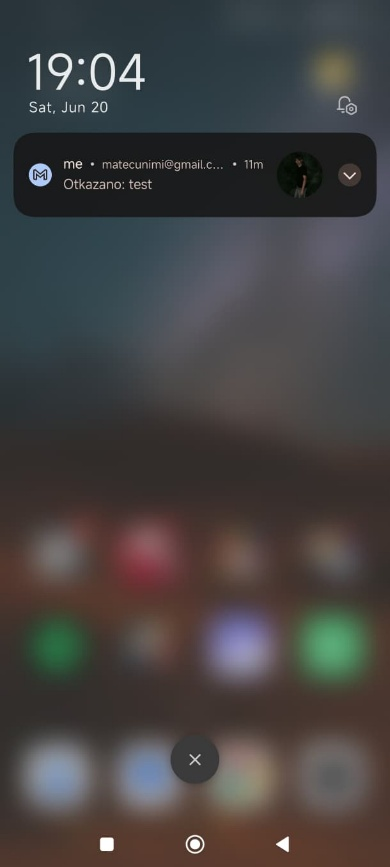 19:04
Sat, Jun 20
me • matecunimi@gmail.c... • 11m
Otkazano: test